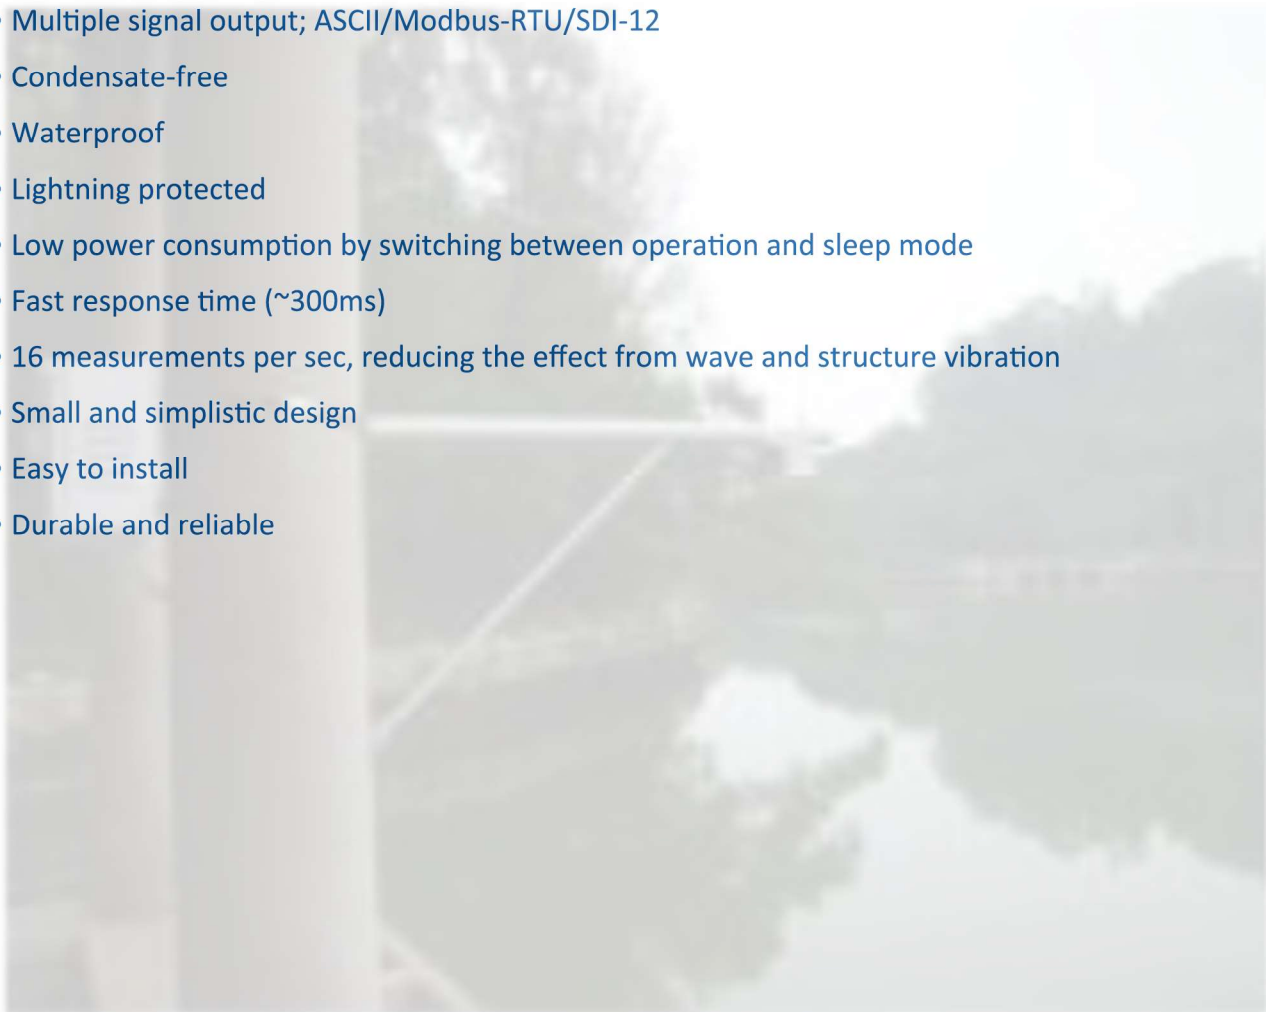 • Multiple signal output; ASCII/Modbus-RTU/SDI-12
• Condensate-free
• Waterproof
• Lightning protected
• Low power consumption by switching between operation and sleep mode
• Fast response time (~300ms)
• 16 measurements per sec, reducing the effect from wave and structure vibration
• Small and simplistic design
• Easy to install
• Durable and reliable